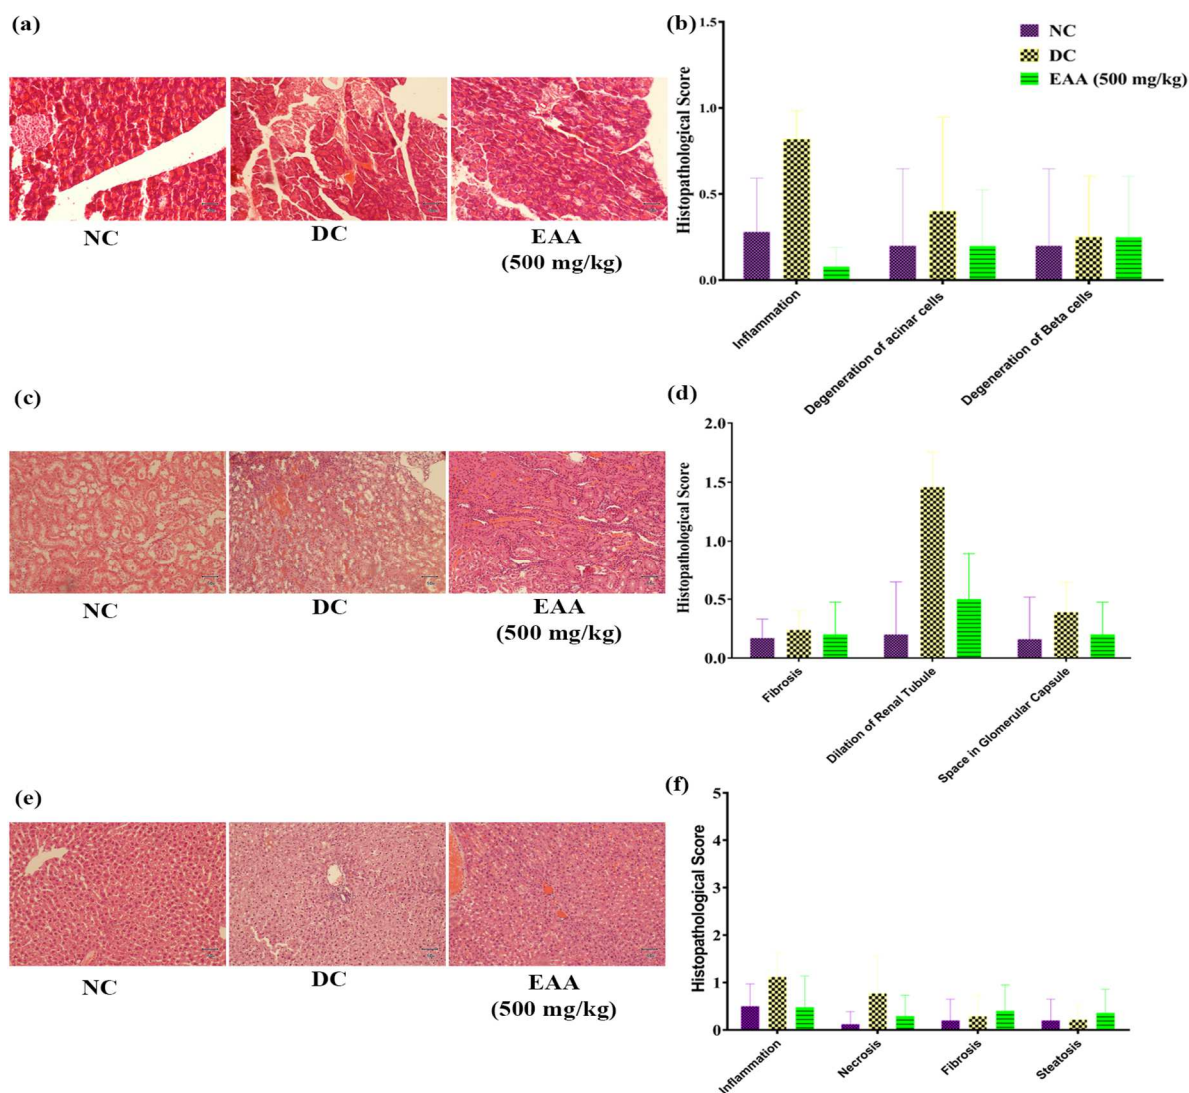 (a)
NC
DC
EAA
(500 mg/kg)
(b)
Histopathological Score
1.5
1.0
0.5
0.0
NC
DC
EAA (500 mg/kg)
Inflammation
Degeneration of acinar cells
Degeneration of Beta cells
(c)
NC
DC
EAA
(500 mg/kg)
(d)
Histopathological Score
2.0
1.5
1.0
0.5
0.0
Fibrosis
Dilation of Renal Tubule
Space in Glomerular Capsule
(e)
NC
DC
EAA
(500 mg/kg)
(f)
Histopathological Score
5
4
3
2
1
0
Inflammation
Necrosis
Fibrosis
Steatosis